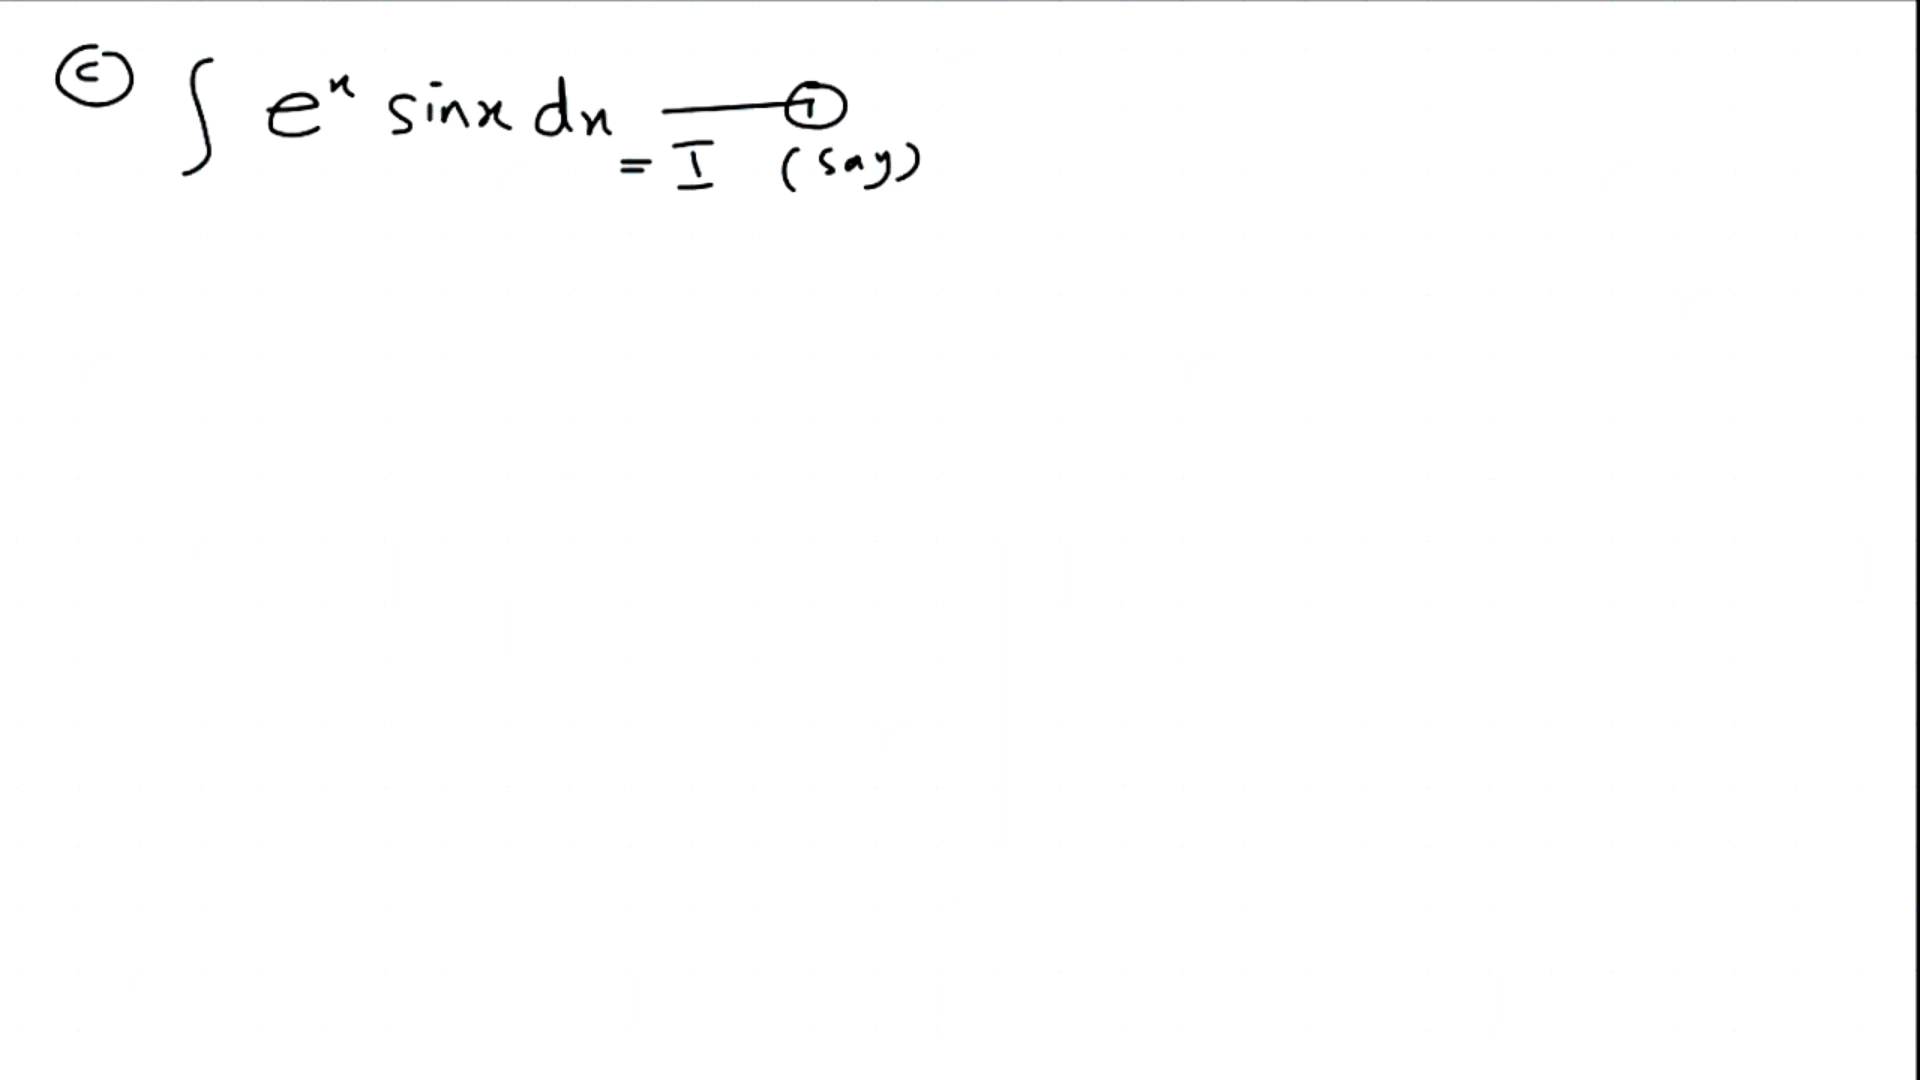 ⓒ ∫ eˣ sinx dx —— ①
= I (say)